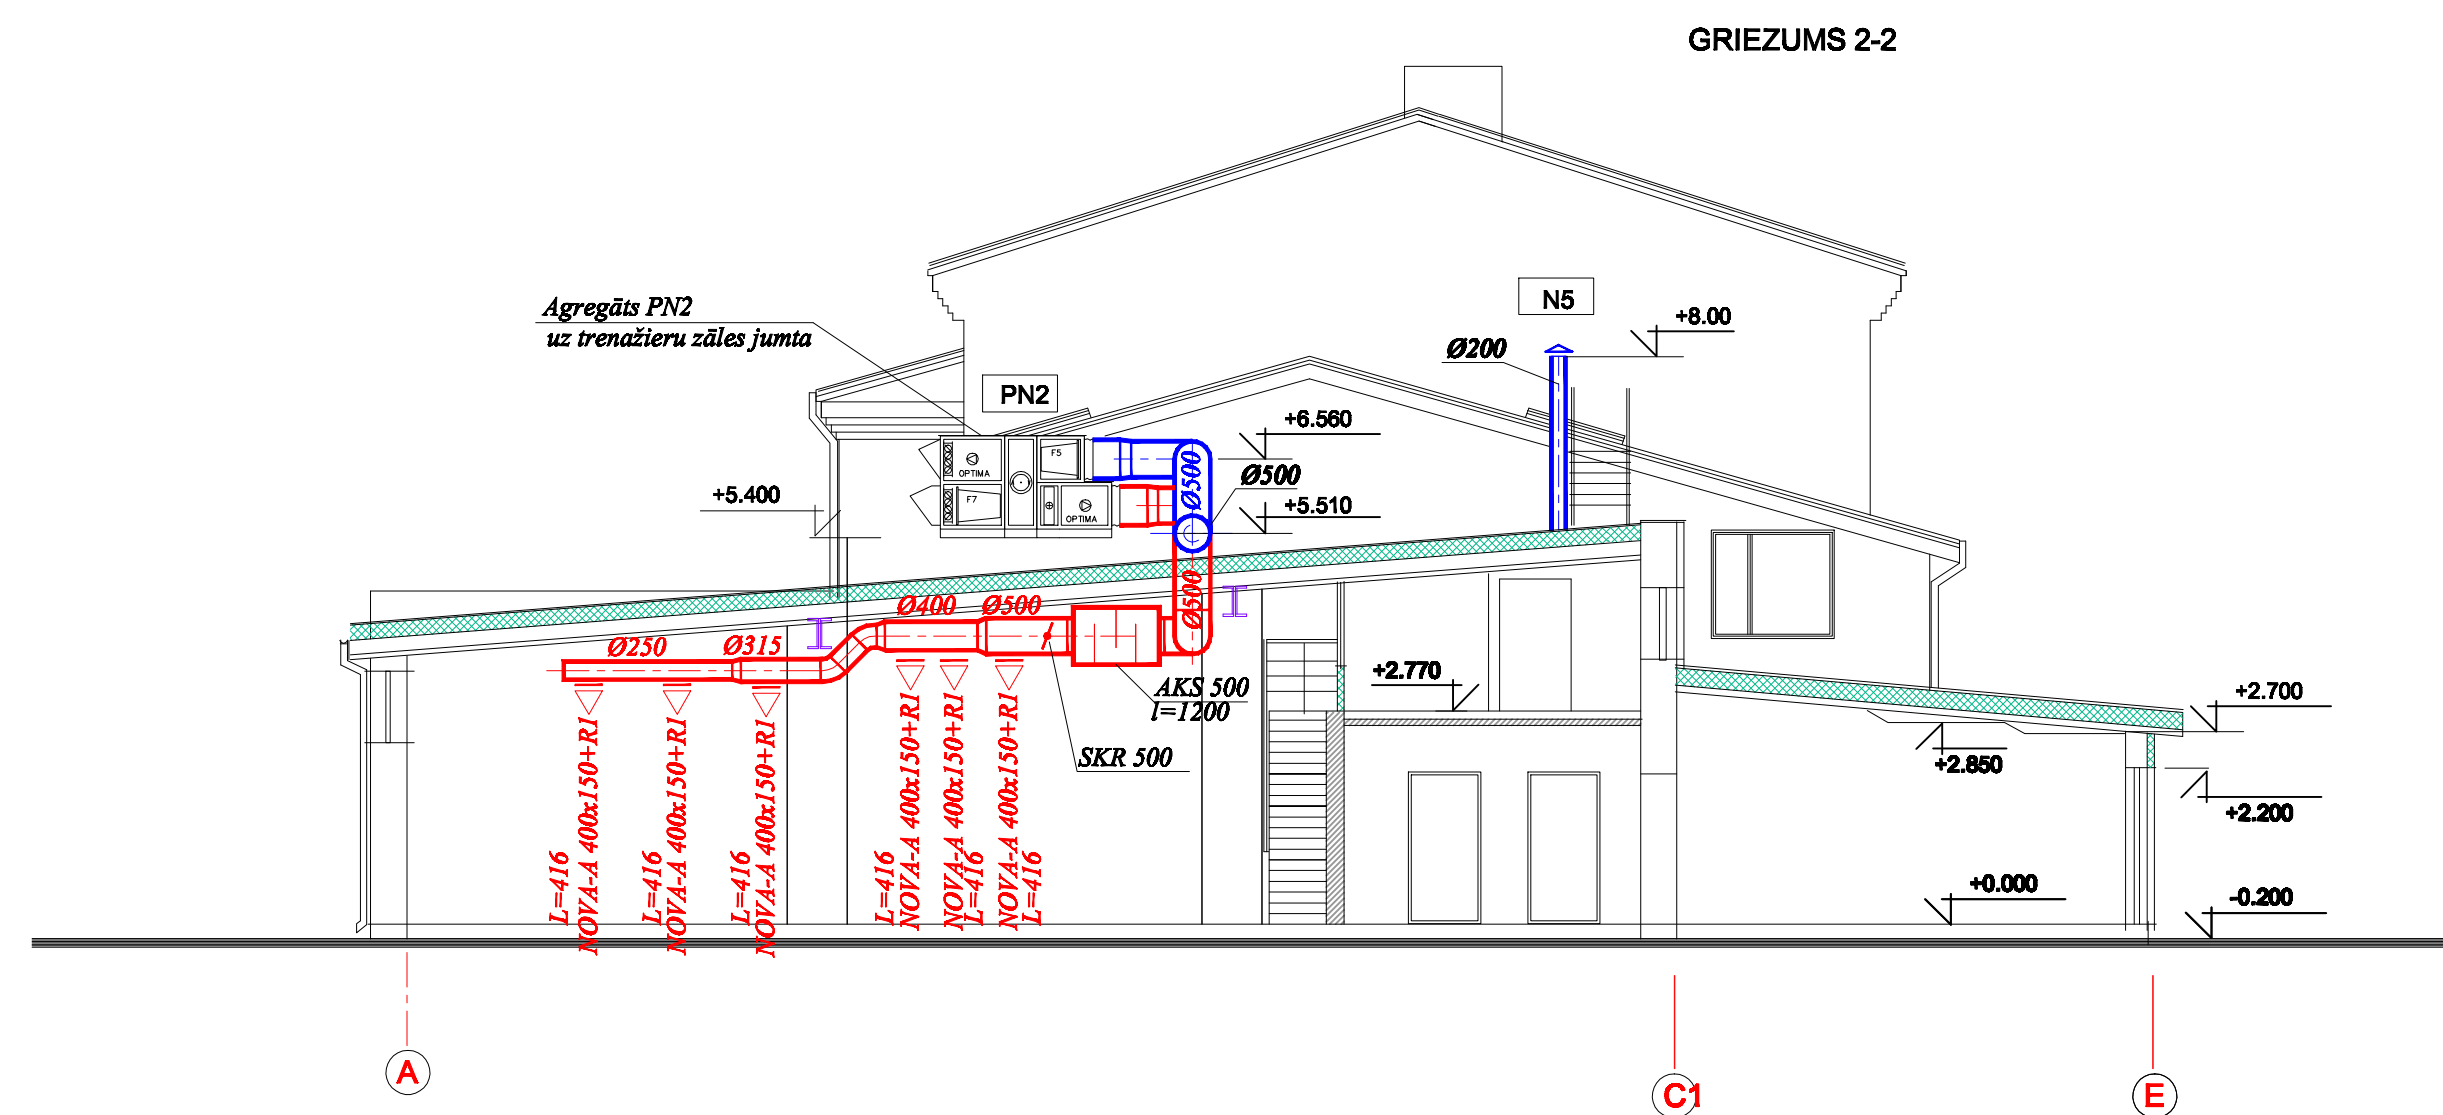 GRIEZUMS 2-2
N5
+8.00
Agregāts PN2
uz trenažieru zāles jumta
Ø200
PN2
+6.560
F5
OPTIMA
Ø500
Ø500
+5.400
F7
OPTIMA
+5.510
Ø400
Ø500
Ø500
Ø250
Ø315
+2.770
AKS 500
l=1200
+2.700
SKR 500
+2.850
+2.200
L=416
NOVA-A 400x150+R1
L=416
NOVA-A 400x150+R1
L=416
NOVA-A 400x150+R1
L=416
NOVA-A 400x150+R1
NOVA-A 400x150+R1
L=416
NOVA-A 400x150+R1
L=416
+0.000
-0.200
A
C1
E